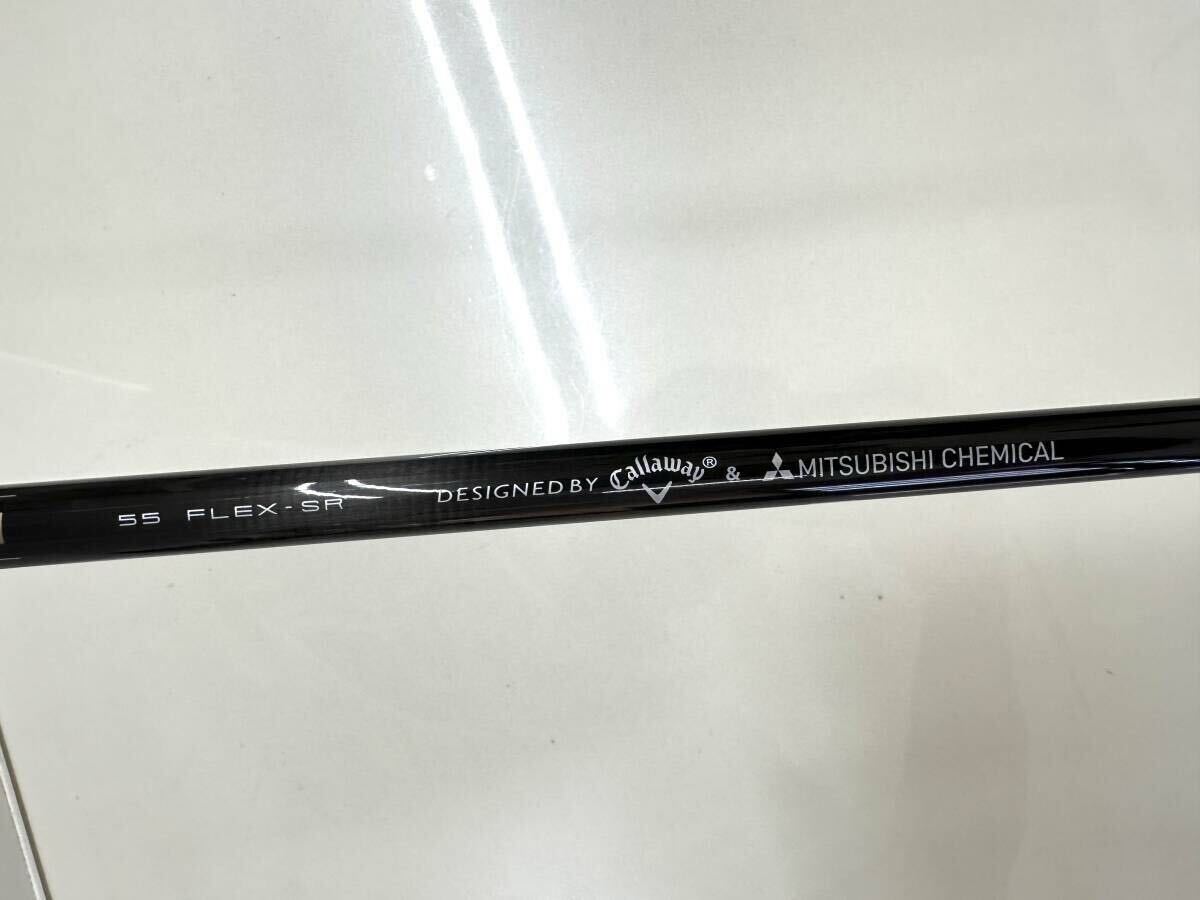 55 FLEX-SR DESIGNED BY Callaway® & MITSUBISHI CHEMICAL